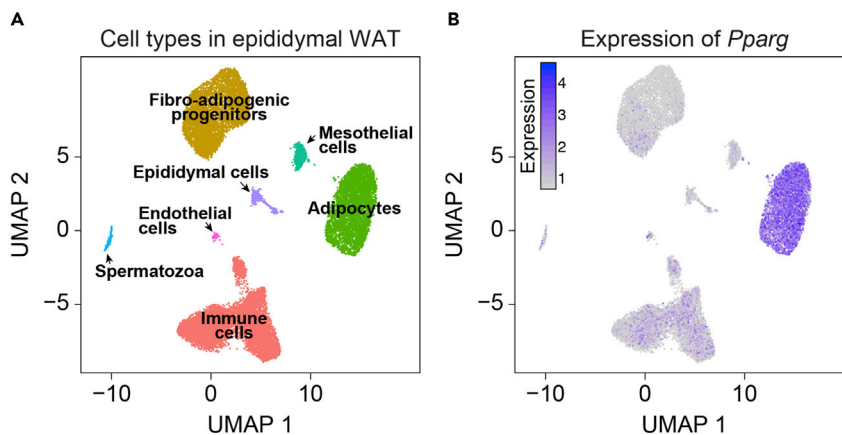 A
Cell types in epididymal WAT
Fibro-adipogenic
progenitors
Mesothelial
cells
Epididymal cells
Adipocytes
Endothelial
cells
Spermatozoa
Immune
cells
5
0
−5
UMAP 2
−10
0
10
UMAP 1
B
Expression of Pparg
Expression
4
3
2
1
5
0
−5
UMAP 2
−10
0
10
UMAP 1